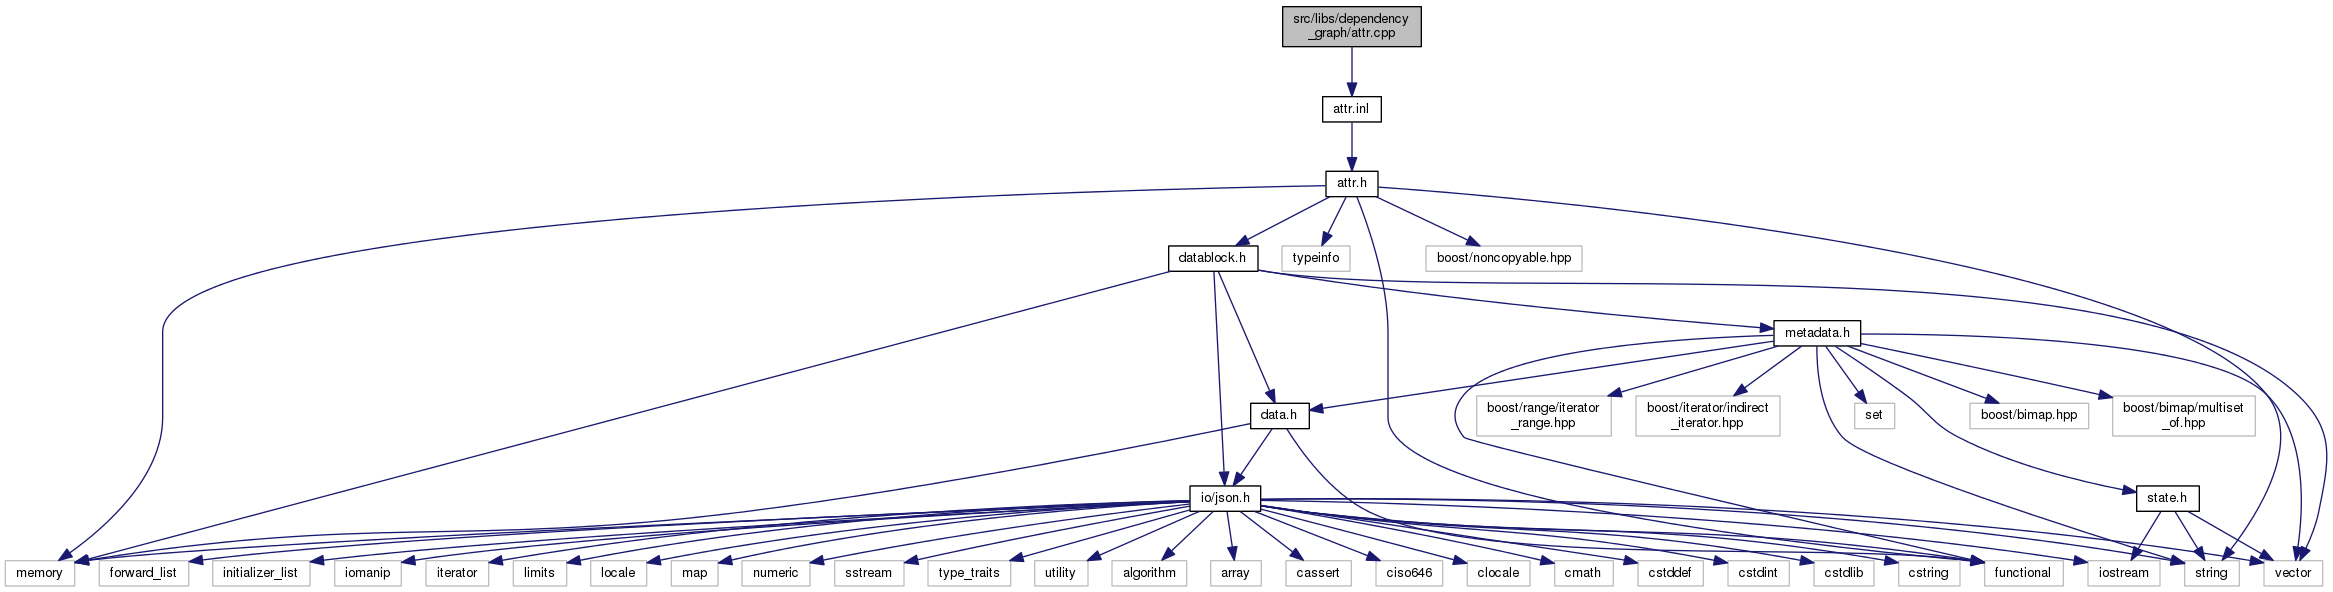 src/libs/dependency
_graph/attr.cpp
attr.inl
attr.h
datablock.h
typeinfo
boost/noncopyable.hpp
metadata.h
data.h
boost/range/iterator
_range.hpp
boost/iterator/indirect
_iterator.hpp
set
boost/bimap.hpp
boost/bimap/multiset
_of.hpp
io/json.h
state.h
memory
forward_list
initializer_list
iomanip
iterator
limits
locale
map
numeric
sstream
type_traits
utility
algorithm
array
cassert
ciso646
clocale
cmath
cstddef
cstdint
cstdlib
cstring
functional
iostream
string
vector